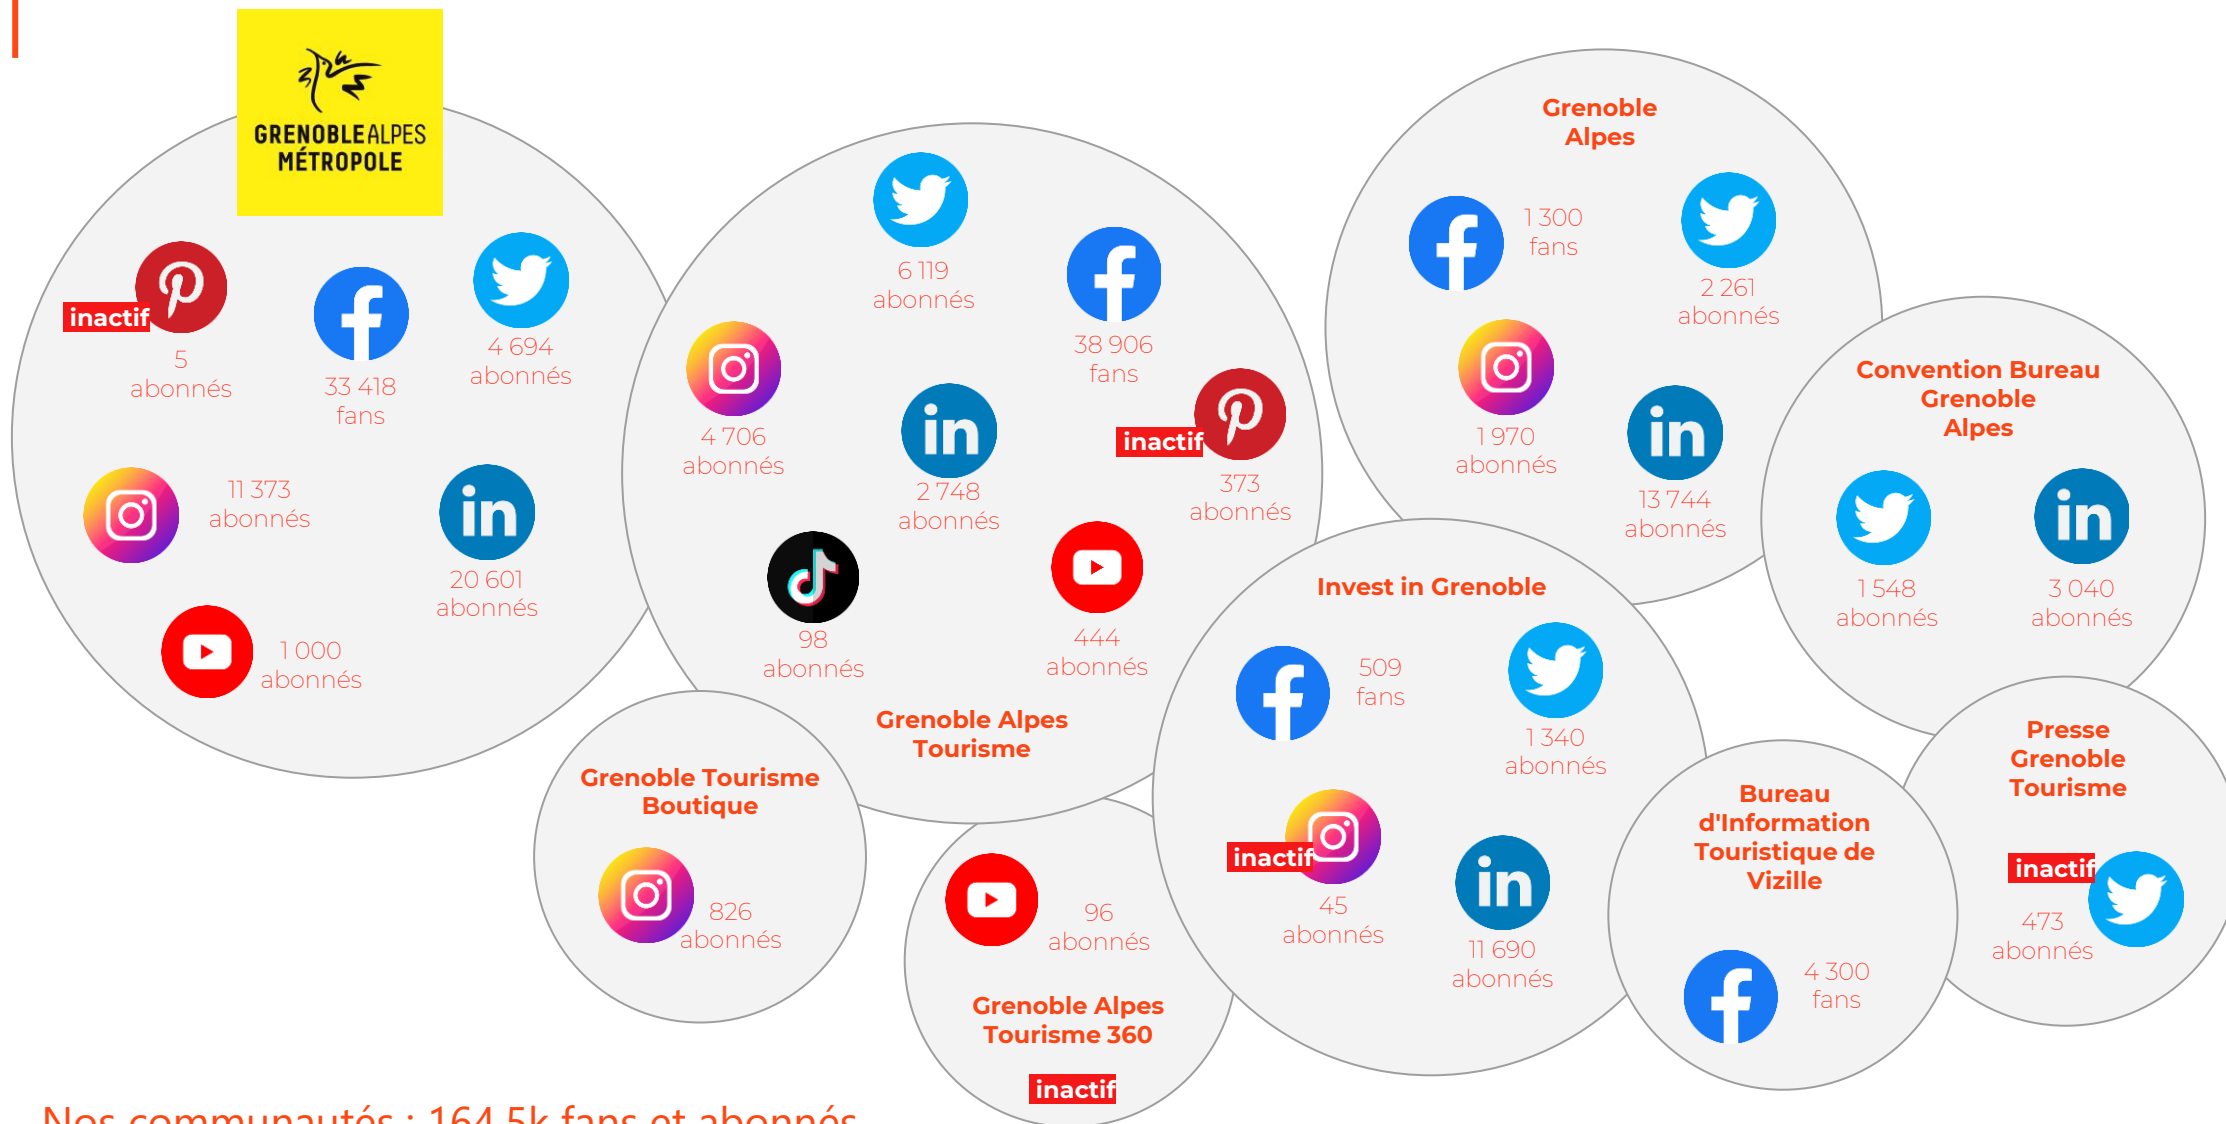 GRENOBLEALPES
MÉTROPOLE
inactif
5
abonnés
33 418
fans
4 694
abonnés
11 373
abonnés
20 601
abonnés
1 000
abonnés
6 119
abonnés
38 906
fans
4 706
abonnés
2 748
abonnés
inactif
373
abonnés
98
abonnés
444
abonnés
Grenoble Alpes
Tourisme
Grenoble
Alpes
1 300
fans
2 261
abonnés
1 970
abonnés
13 744
abonnés
Convention Bureau
Grenoble
Alpes
1 548
abonnés
3 040
abonnés
Grenoble Tourisme
Boutique
826
abonnés
96
abonnés
Grenoble Alpes
Tourisme 360
inactif
Invest in Grenoble
509
fans
1 340
abonnés
inactif
45
abonnés
11 690
abonnés
Bureau
d'Information
Touristique de
Vizille
4 300
fans
Presse
Grenoble
Tourisme
inactif
473
abonnés
Nos communautés : 164,5k fans et abonnés